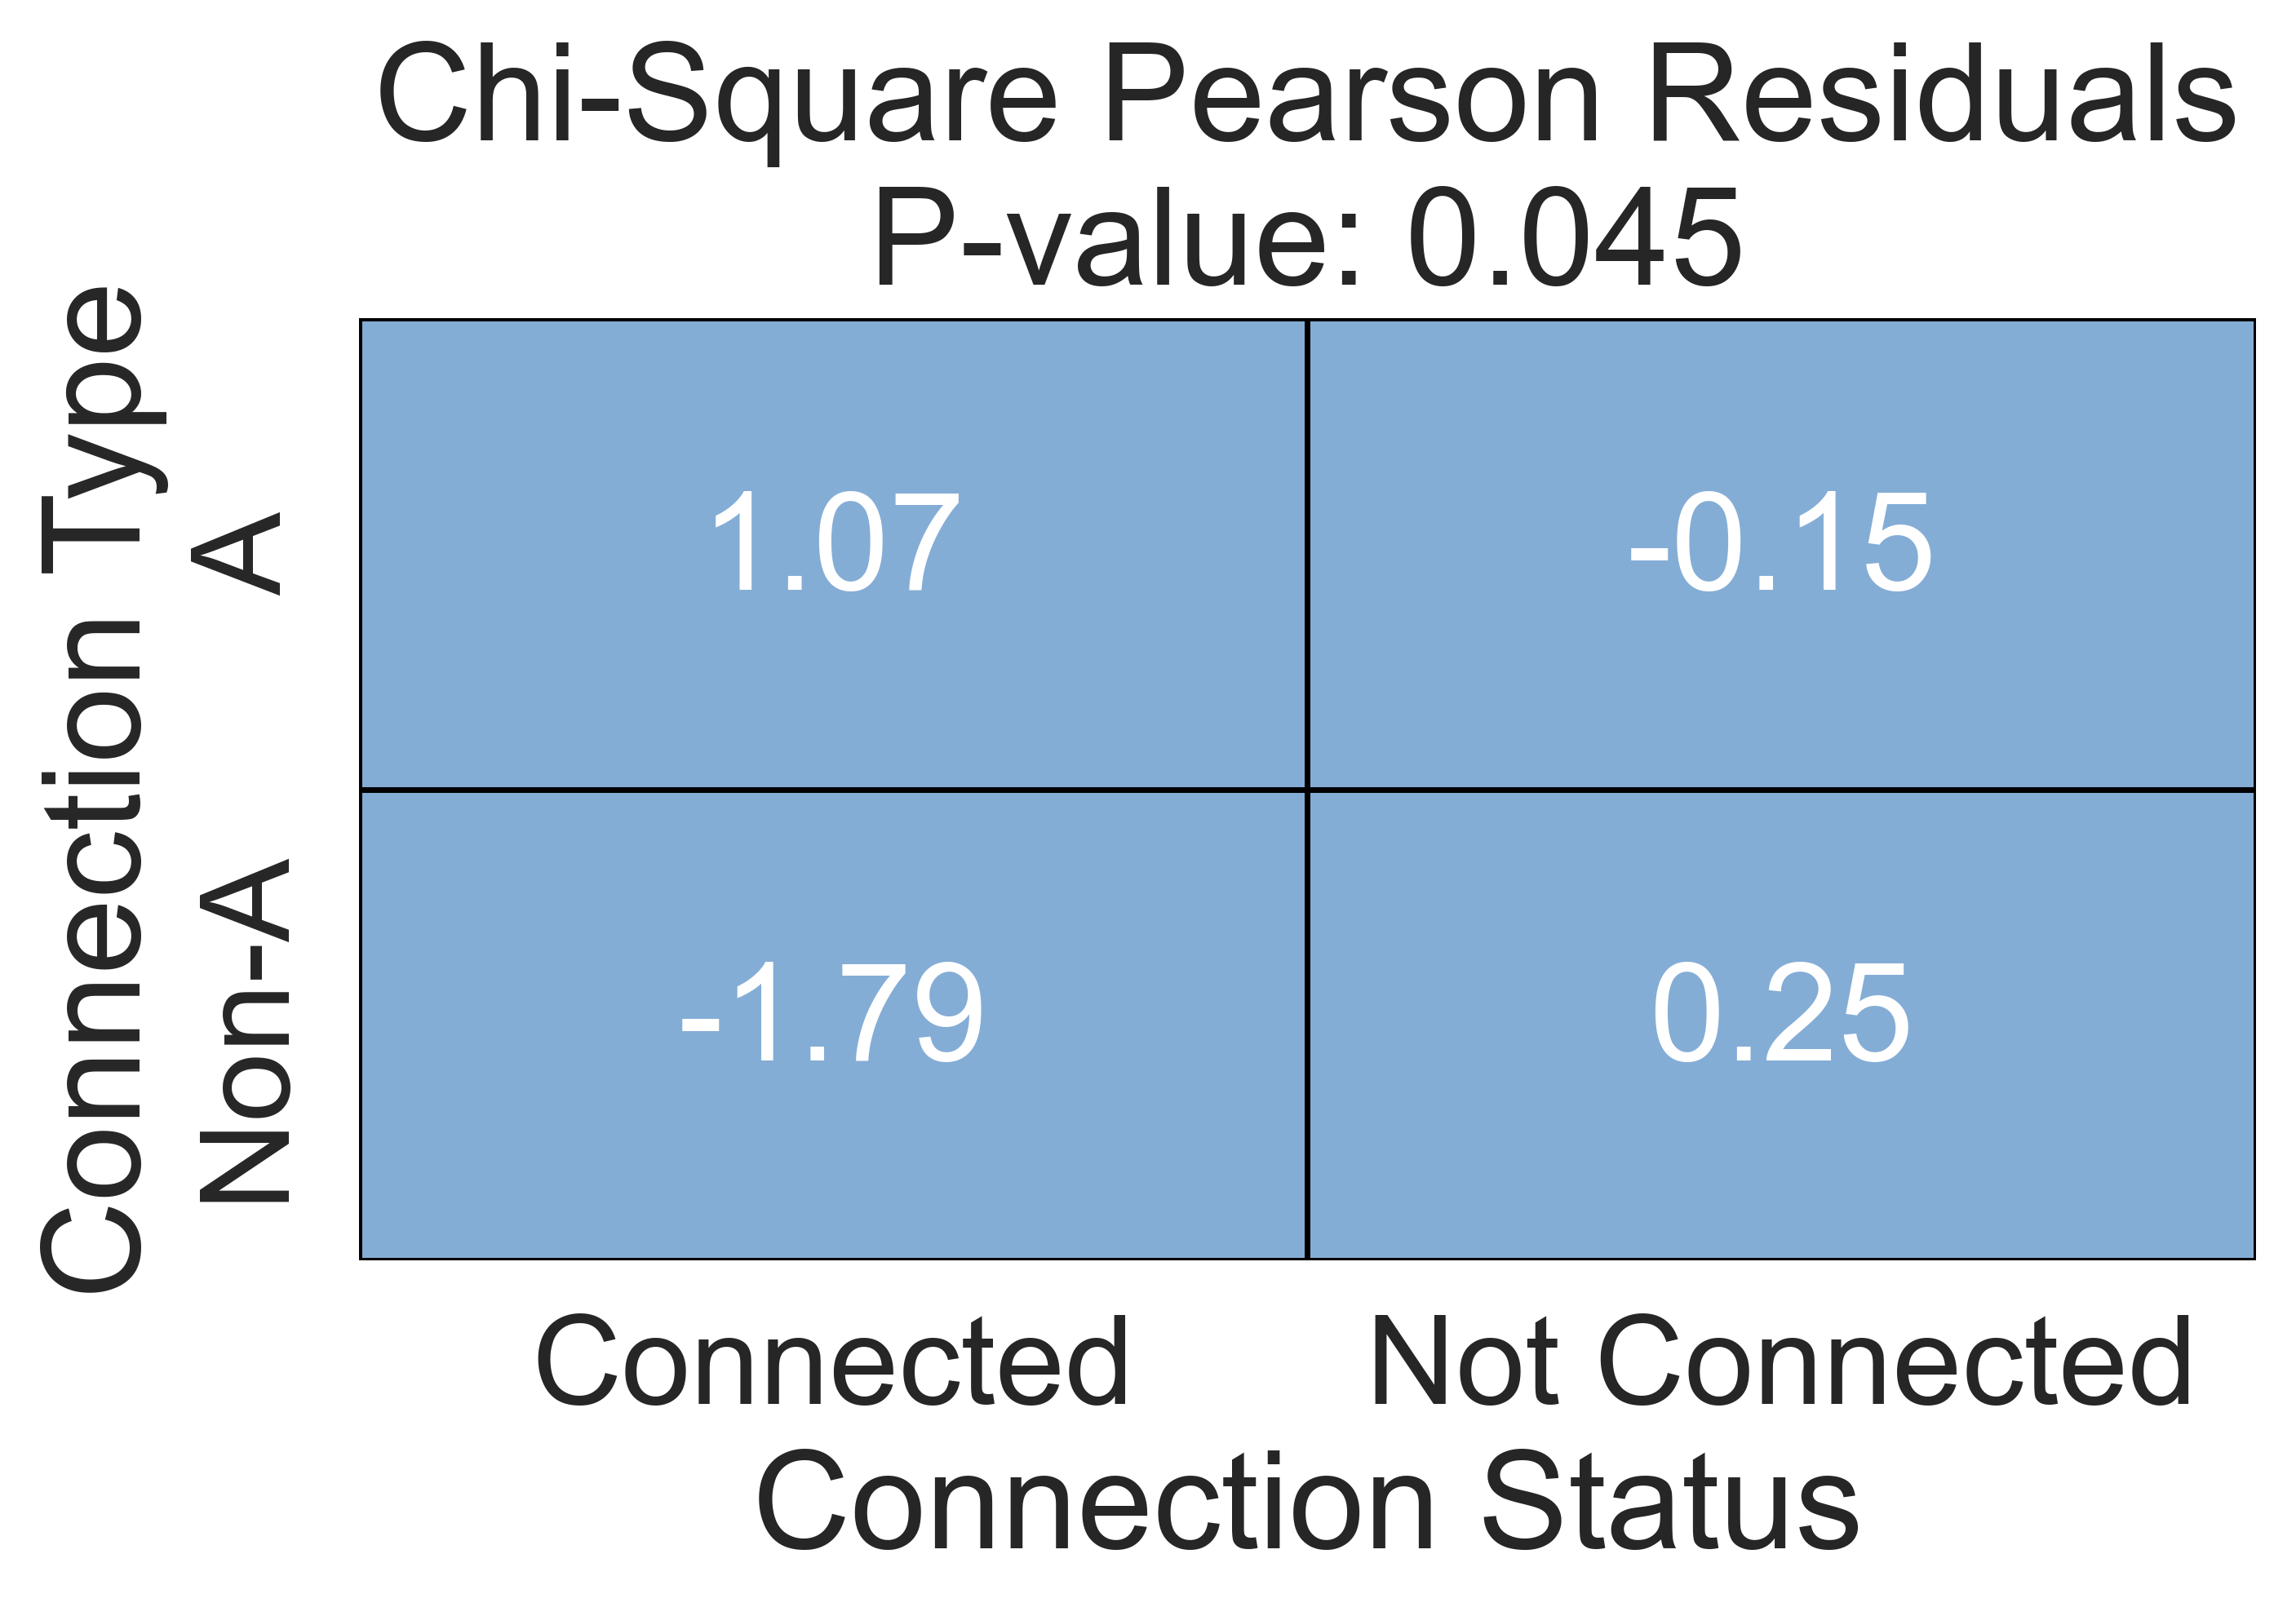 Chi-Square Pearson Residuals
P-value: 0.045
Connection Type
A
1.07
-0.15
Non-A
-1.79
0.25
Connected
Not Connected
Connection Status